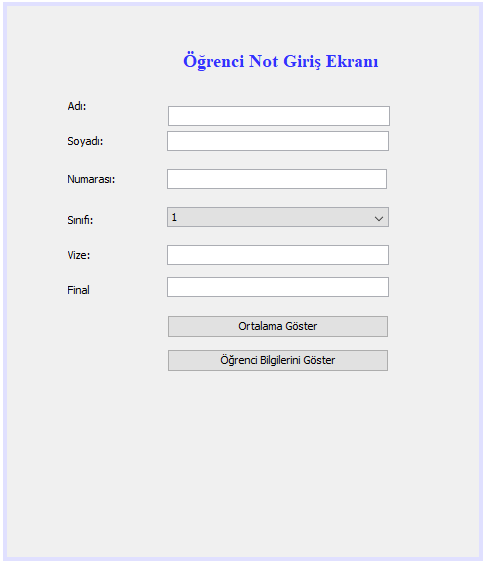 Öğrenci Not Giriş Ekranı
Adı:
Soyadı:
Numarası:
Sınıfı:
1
Vize:
Final
Ortalama Göster
Öğrenci Bilgilerini Göster